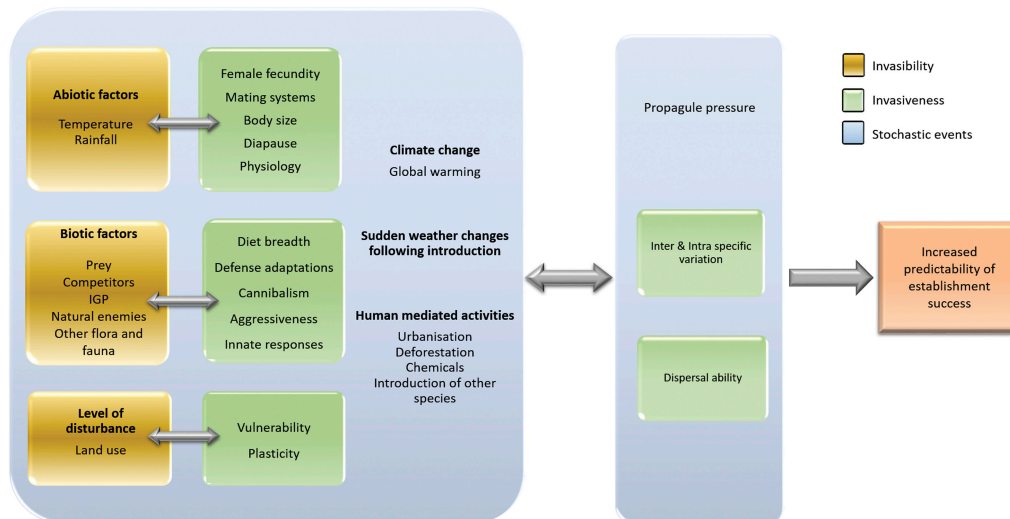 Abiotic factors
Temperature
Rainfall
Female fecundity
Mating systems
Body size
Diapause
Physiology
Biotic factors
Prey
Competitors
IGP
Natural enemies
Other flora and
fauna
Diet breadth
Defense adaptations
Cannibalism
Aggressiveness
Innate responses
Level of
disturbance
Land use
Vulnerability
Plasticity
Climate change
Global warming
Sudden weather changes
following introduction
Human mediated activities
Urbanisation
Deforestation
Chemicals
Introduction of other
species
Propagule pressure
Inter & Intra specific
variation
Dispersal ability
Invasibility
Invasiveness
Stochastic events
Increased
predictability of
establishment
success